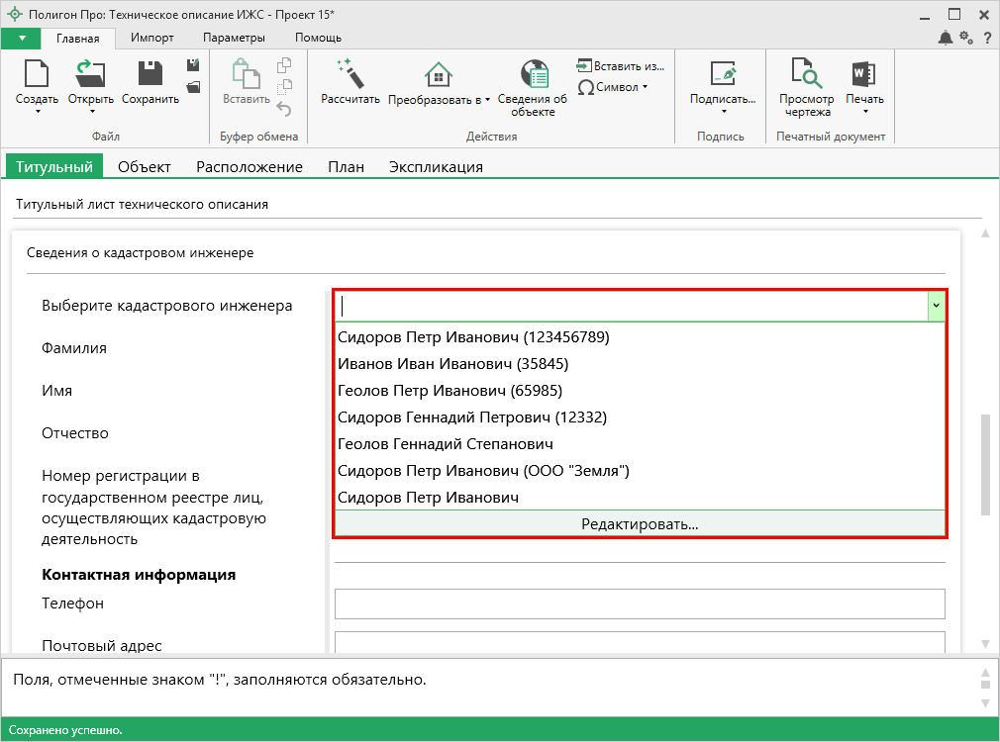 Полигон Про: Техническое описание ИЖС - Проект 15*
Главная Импорт Параметры Помощь
?
Создать Открыть Сохранить
Файл
Вставить
Буфер обмена
Рассчитать Преобразовать в Сведения об
объекте
Вставить из...
Символ
Действия
Подписать...
Подпись
Просмотр
чертежа
Печать
Печатный документ
Титульный Объект Расположение План Экспликация
Титульный лист технического описания
Сведения о кадастровом инженере
Выберите кадастрового инженера
Сидоров Петр Иванович (123456789)
Иванов Иван Иванович (35845)
Геолов Петр Иванович (65985)
Сидоров Геннадий Петрович (12332)
Геолов Геннадий Степанович
Сидоров Петр Иванович (ООО "Земля")
Сидоров Петр Иванович
Редактировать...
Фамилия
Имя
Отчество
Номер регистрации в
государственном реестре лиц,
осуществляющих кадастровую
деятельность
Контактная информация
Телефон
Почтовый адрес
Поля, отмеченные знаком "!", заполняются обязательно.
Сохранено успешно.